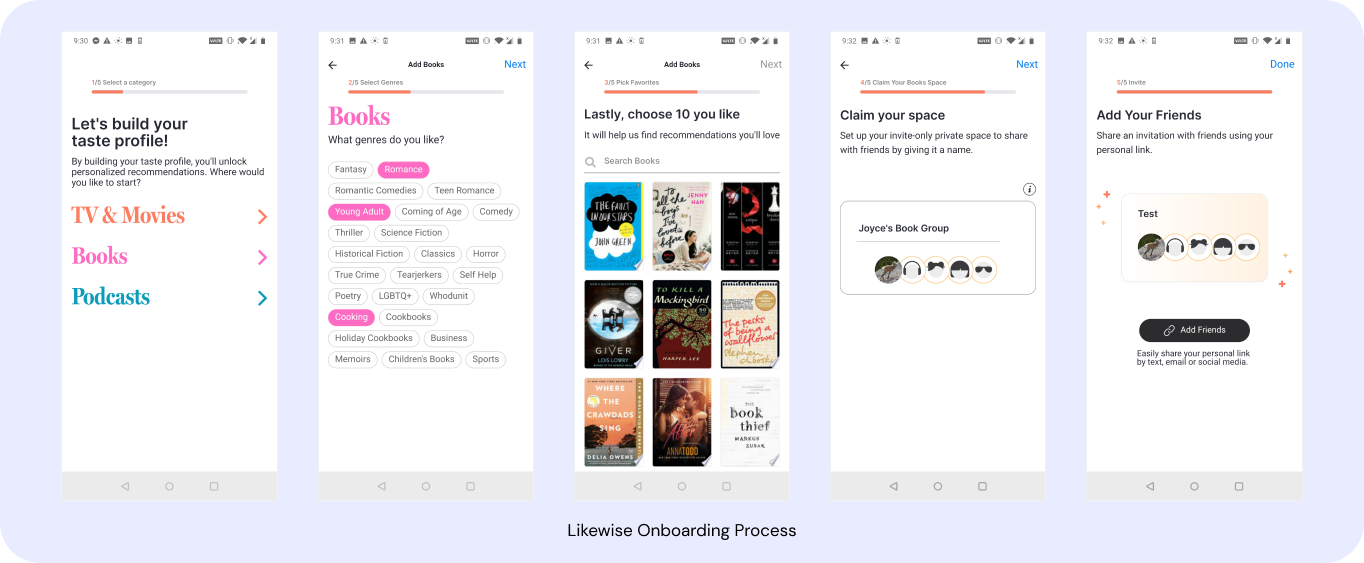 9:30
1/5 Select a category
Let's build your
taste profile!
By building your taste profile, you'll unlock
personalized recommendations. Where would
you like to start?
TV & Movies
Books
Podcasts
9:31
Add Books
Next
2/5 Select Genres
Books
What genres do you like?
Fantasy Romance
Romantic Comedies Teen Romance
Young Adult Coming of Age Comedy
Thriller Science Fiction
Historical Fiction Classics Horror
True Crime Tearjerkers Self Help
Poetry LGBTQ+ Whodunit
Cooking Cookbooks
Holiday Cookbooks Business
Memoirs Children's Books Sports
9:31
Add Books
Next
3/5 Pick Favorites
Lastly, choose 10 you like
It will help us find recommendations you'll love
Search Books
THE FAULT
IN OUR STARS
JOHN GREEN
to
all the
boys
I've
loved
before
JENNY
HAN
THE
GIVER
LOIS LOWRY
TO KILL A
Mockingbird
HARPER LEE
The perks
of being a
wallflower
stephen
chbosky
WHERE
THE
CRAWDADS
SING
DELIA OWENS
After
ANNA TODD
THE
book
thief
MARKUS
ZUSAK
9:32
Next
4/5 Claim Your Books Space
Claim your space
Set up your invite-only private space to share
with friends by giving it a name.
i
Joyce's Book Group
9:32
Done
5/5 Invite
Add Your Friends
Share an invitation with friends using your
personal link.
Test
Add Friends
Easily share your personal link
by text, email or social media.
Likewise Onboarding Process